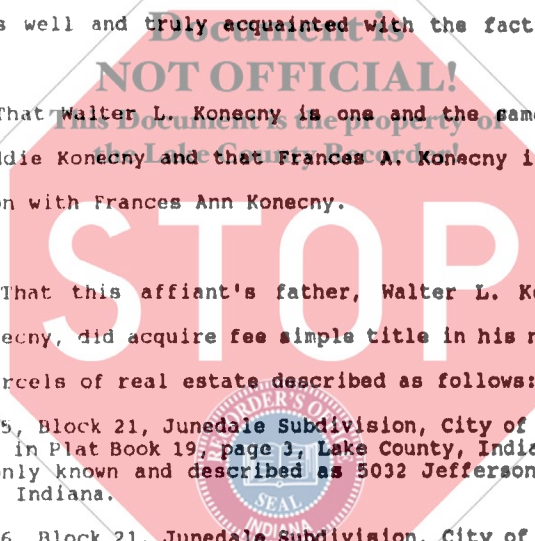 s well and truly acquainted with the fact
Document is
NOT OFFICIAL!
That Walter L. Konecny is one and the same
This Document is the property of
ddie Konecny and that Frances A. Konecny i
the Lake County Recorder!
on with Frances Ann Konecny.
STOP
That this affiant's father, Walter L. Ko
ecny, did acquire fee simple title in his n
rcels of real estate described as follows:
5, Block 21, Junedale Subdivision, City of
in Plat Book 19, page 3, Lake County, India
only known and described as 5032 Jefferson
Indiana.
SEAL
INDIANA
6, Block 21, Junedale Subdivision, City of